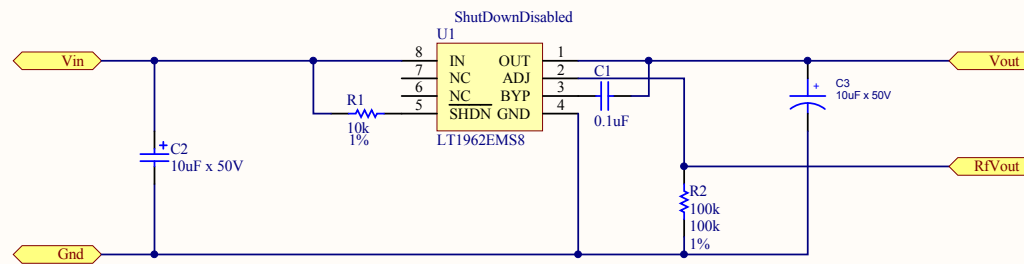 ShutDownDisabled
U1
Vin
8
IN
OUT
1
Vout
7
NC
ADJ
2
6
NC
BYP
3
5
SHDN
GND
4
LT1962EMS8
R1
10k
1%
C1
0.1uF
C3
10uF x 50V
+
+
C2
10uF x 50V
RfVout
R2
100k
100k
1%
Gnd